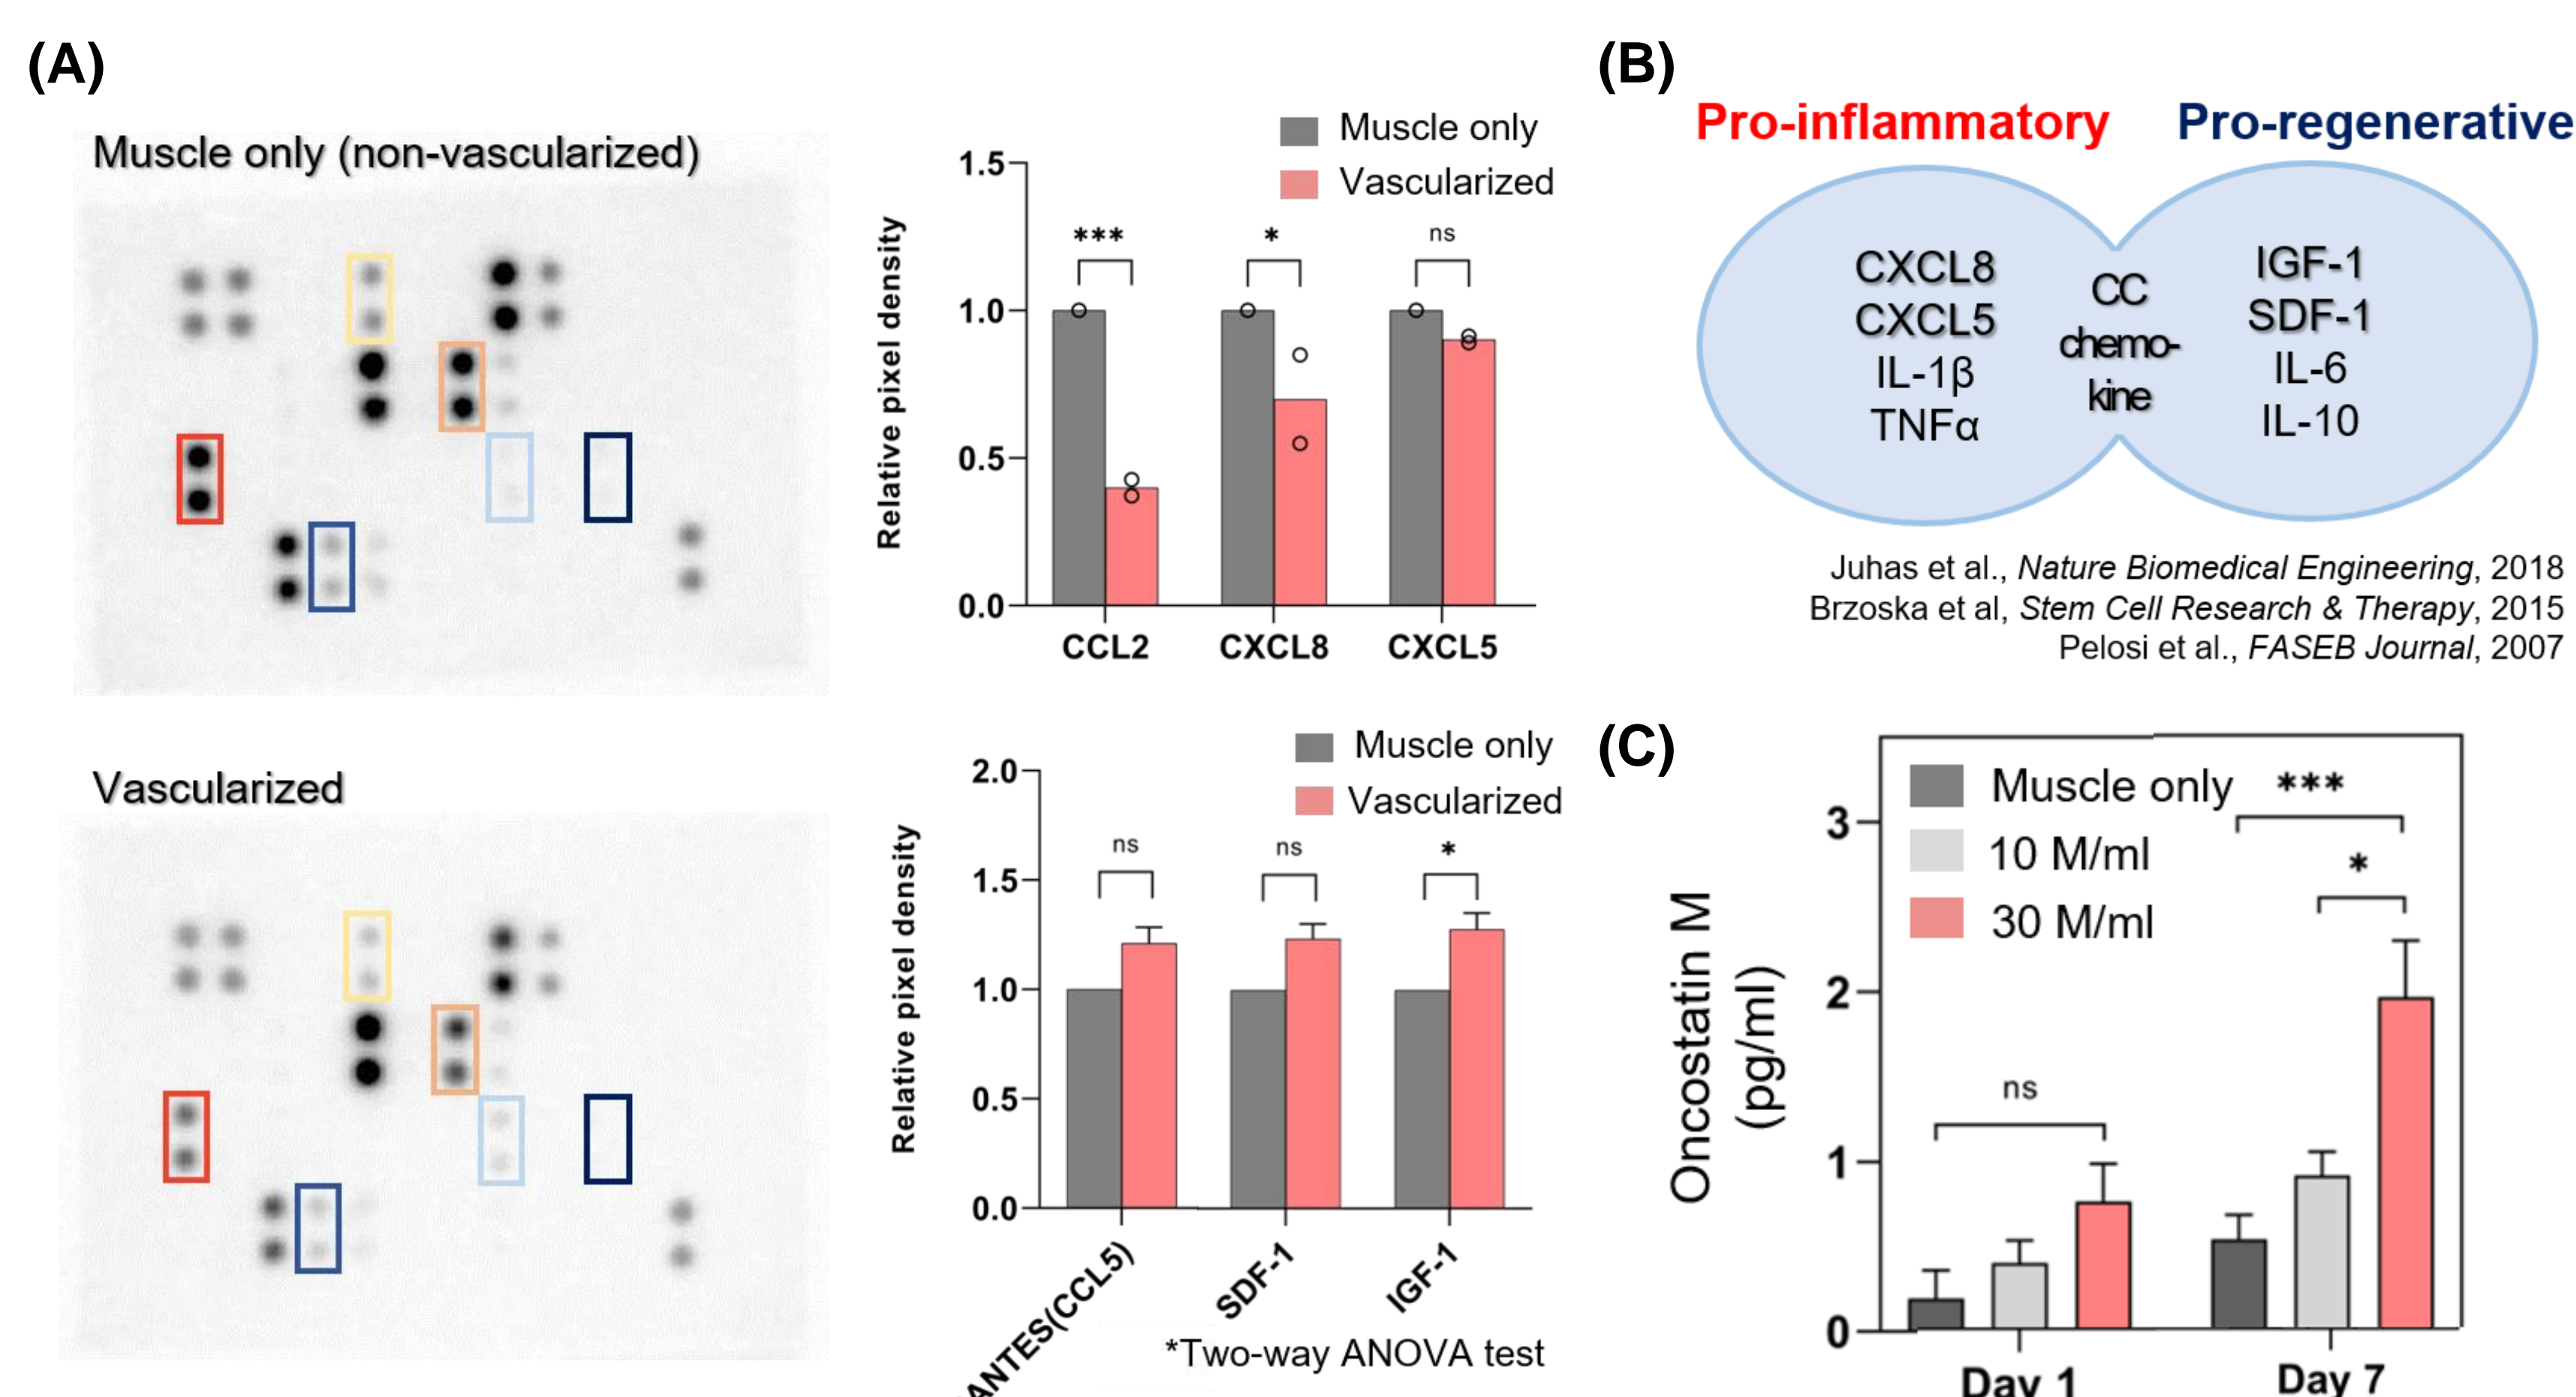 (A)
Muscle only (non-vascularized)
Muscle only
Vascularized
Relative pixel density
1.5
1.0
0.5
0.0
***
*
ns
CCL2
CXCL8
CXCL5
Vascularized
Muscle only
Vascularized
Relative pixel density
2.0
1.5
1.0
0.5
0.0
ns
ns
*
ANTES(CCL5)
SDF-1
IGF-1
*Two-way ANOVA test
(B)
Pro-inflammatory
Pro-regenerative
CXCL8
CXCL5
IL-1β
TNFα
CC
chemo-
kine
IGF-1
SDF-1
IL-6
IL-10
Juhas et al., Nature Biomedical Engineering, 2018
Brzoska et al, Stem Cell Research & Therapy, 2015
Pelosi et al., FASEB Journal, 2007
(C)
Muscle only
10 M/ml
30 M/ml
Oncostatin M
(pg/ml)
3
2
1
0
ns
***
*
Day 1
Day 7